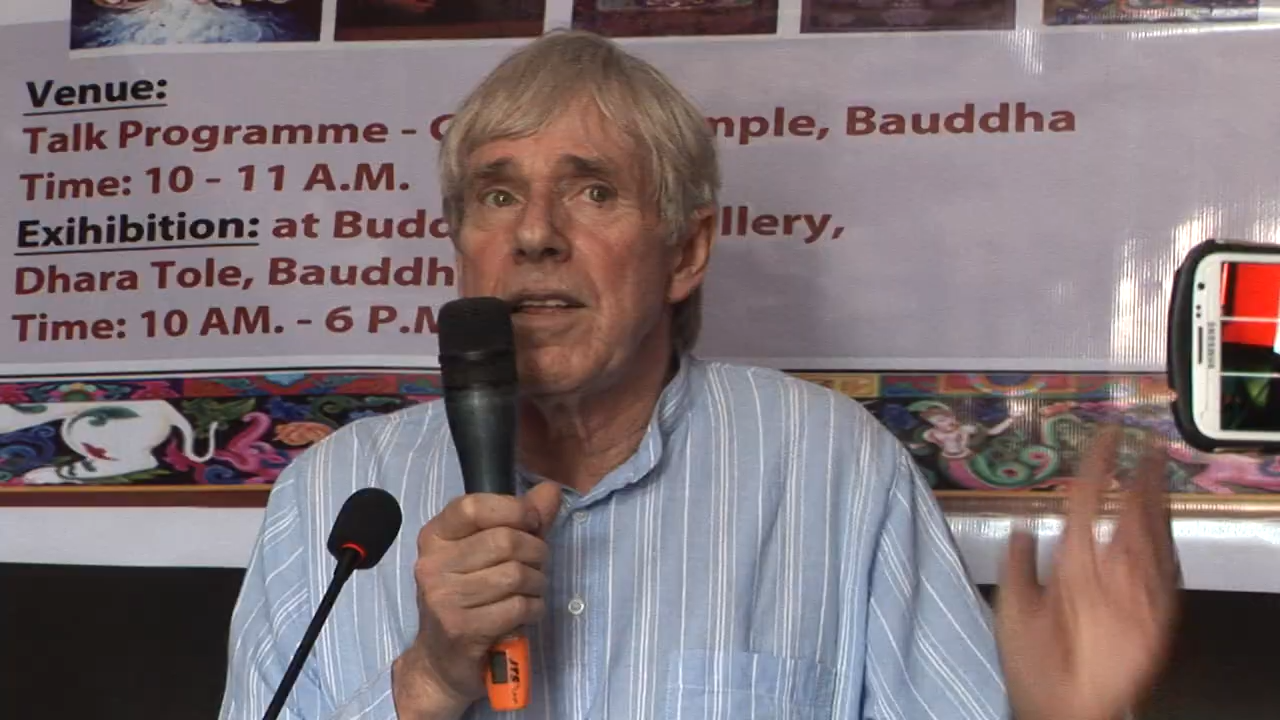 Venue:
Talk Programme - mple, Bauddha
Time: 10 - 11 A.M.
Exihibition: at Budd llery,
Dhara Tole, Bauddh
Time: 10 AM. - 6 P.M
SAMSUNG
JTS